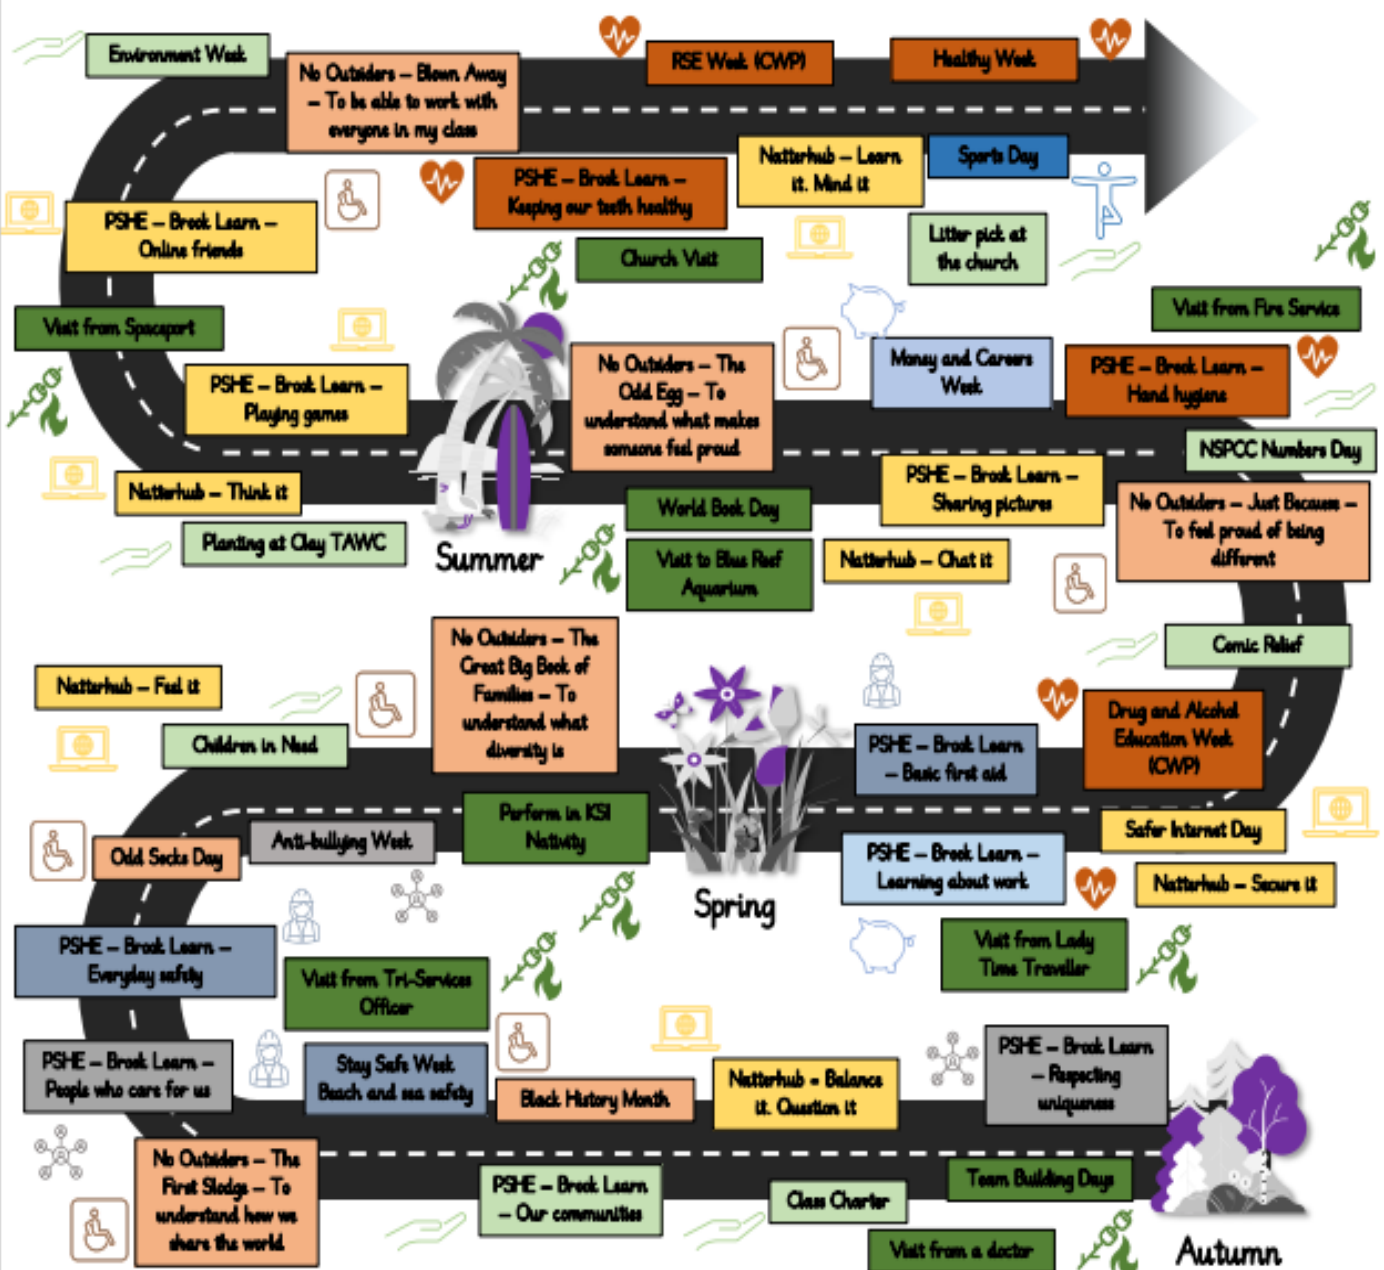 Environment Week
No Outsiders – Blown Away
– To be able to work with
everyone in my class
RSE Week (CWP)
Healthy Week
PSHE – Brook Learn –
Keeping our teeth healthy
Natterhub – Learn
it. Mind it
Sports Day
PSHE – Brook Learn –
Online friends
Church Visit
Litter pick at
the church
Visit from Spaceport
Visit from Fire Service
PSHE – Brook Learn –
Playing games
No Outsiders – The
Odd Egg – To
understand what makes
someone feel proud
Money and Careers
Week
PSHE – Brook Learn –
Hand hygiene
NSPCC Numbers Day
Natterhub – Think it
PSHE – Brook Learn –
Sharing pictures
No Outsiders – Just Because –
To feel proud of being
different
Planting at Clay TAWC
Summer
World Book Day
Visit to Blue Reef
Aquarium
Natterhub – Chat it
Comic Relief
No Outsiders – The
Great Big Book of
Families – To
understand what
diversity is
Natterhub – Feel it
Children in Need
PSHE – Brook Learn
– Basic first aid
Drug and Alcohol
Education Week
(CWP)
Perform in KS1
Nativity
Anti-bullying Week
Odd Socks Day
Safer Internet Day
PSHE – Brook Learn –
Learning about work
Natterhub – Secure it
Spring
PSHE – Brook Learn –
Everyday safety
Visit from Tri-Services
Officer
Visit from Lady
Time Traveller
PSHE – Brook Learn –
People who care for us
Stay Safe Week
Beach and sea safety
Black History Month
Natterhub – Balance
it. Question it
PSHE – Brook Learn
– Respecting
uniqueness
No Outsiders – The
First Slodge – To
understand how we
share the world
PSHE – Brook Learn
– Our communities
Class Charter
Team Building Days
Visit from a doctor
Autumn